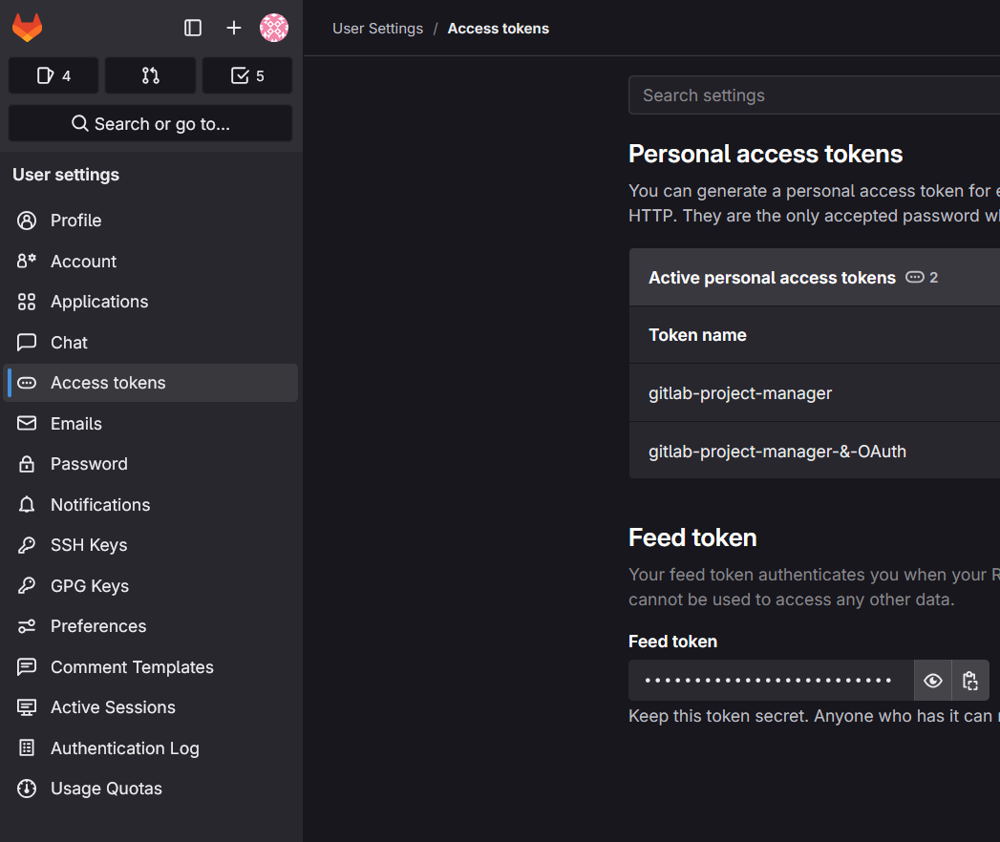 4
5
Search or go to...
User settings
Profile
Account
Applications
Chat
Access tokens
Emails
Password
Notifications
SSH Keys
GPG Keys
Preferences
Comment Templates
Active Sessions
Authentication Log
Usage Quotas
User Settings / Access tokens
Search settings
Personal access tokens
You can generate a personal access token for
HTTP. They are the only accepted password
Active personal access tokens 2
Token name
gitlab-project-manager
gitlab-project-manager-&-OAuth
Feed token
Your feed token authenticates you when your
cannot be used to access any other data.
Feed token
Keep this token secret. Anyone who has it can